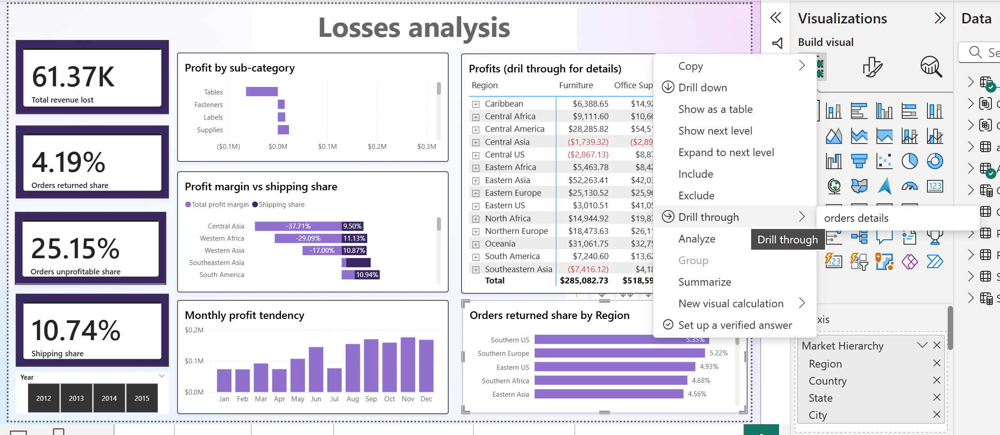 Losses analysis
61.37K
Total revenue lost
4.19%
Orders returned share
25.15%
Orders unprofitable share
10.74%
Shipping share
Year
2012 2013 2014 2015
Profit by sub-category
Tables
Fasteners
Labels
Supplies
($0.1M) $0.0M $0.1M $0.2M $0.3M
Profit margin vs shipping share
Total profit margin Shipping share
Central Asia -37.71% 9.50%
Western Africa -29.09% 11.13%
Western Asia -17.00% 10.87%
Southeastern Asia
South America 10.94%
Monthly profit tendency
$0.2M
$0.1M
$0.0M
Jan Feb Mar Apr May Jun Jul Aug Sep Oct Nov Dec
Profits (dril through for details)
Region Furniture Office Sup
Caribbean $6,388.65 $14,92
Central Africa $9,111.60 $10,66
Central America $28,285.82 $54,51
Central Asia ($1,739.32) ($2,89
Central US ($2,867.13) $8,87
Eastern Africa $5,463.78 $8,42
Eastern Asia $52,263.41 $42,03
Eastern Europe $25,130.52 $25,96
Eastern US $3,010.51 $41,05
North Africa $14,944.92 $19,87
Northern Europe $18,473.63 $26,11
Oceania $31,061.75 $32,75
South America $7,240.60 $13,62
Southeastern Asia ($7,416.12) $4,18
Total $285,082.73 $518,59
Orders returned share by Region
Southern US 5.35%
Southern Europe 5.22%
Eastern US 4.93%
Southern Africa 4.68%
Eastern Asia 4.56%
Copy
Drill down
Show as a table
Show next level
Expand to next level
Include
Exclude
Drill through
orders details
Analyze
Drill through
Group
Summarize
New visual calculation
Set up a verified answer
Visualizations
Build visual
123
123
xis
Market Hierarchy
Region
Country
State
City
Data
Se